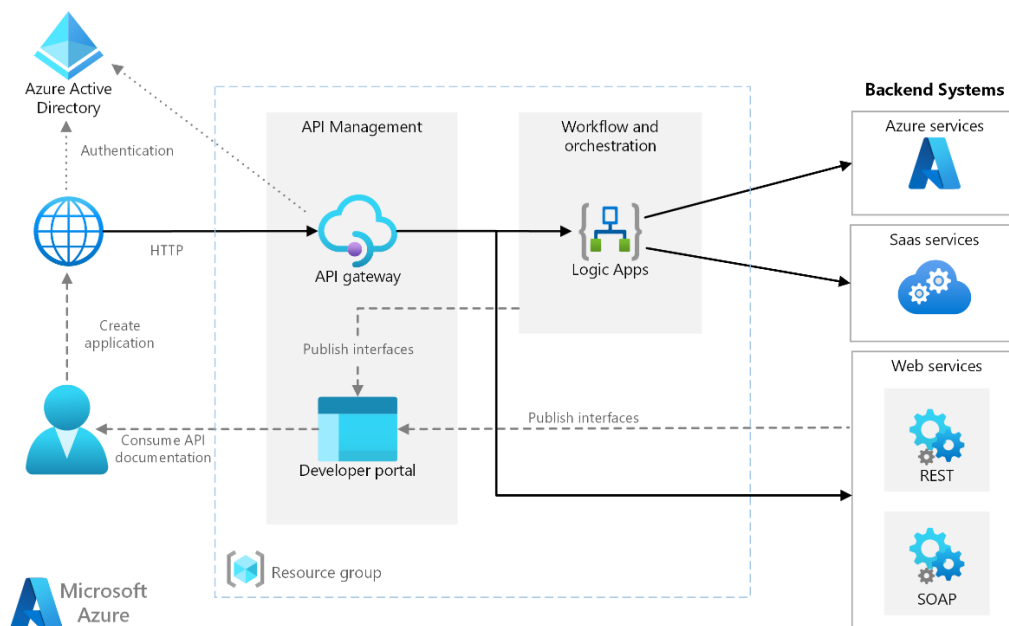 Azure Active
Directory
Authentication
HTTP
Create
application
Consume API
documentation
API Management
API gateway
Publish interfaces
Developer portal
Workflow and
orchestration
Logic Apps
Publish interfaces
Resource group
Backend Systems
Azure services
Saas services
Web services
REST
SOAP
Microsoft
Azure